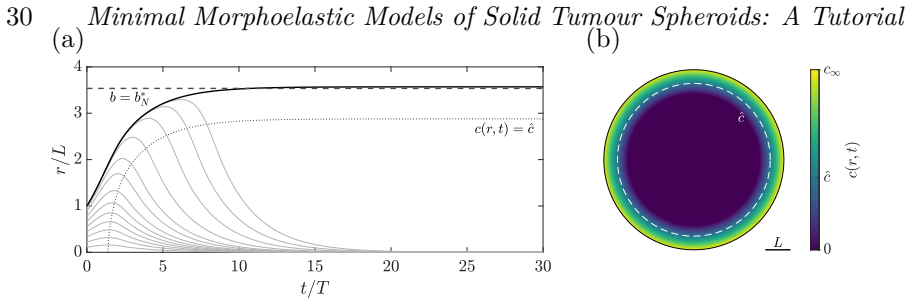 30 Minimal Morphoelastic Models of Solid Tumour Spheroids: A Tutorial
(a)
4
3
2
1
0
r/L
b = b*_N
c(r, t) = ĉ
0 5 10 15 20 25 30
t/T
(b)
ĉ
L
c∞
ĉ
0
c(r, t)